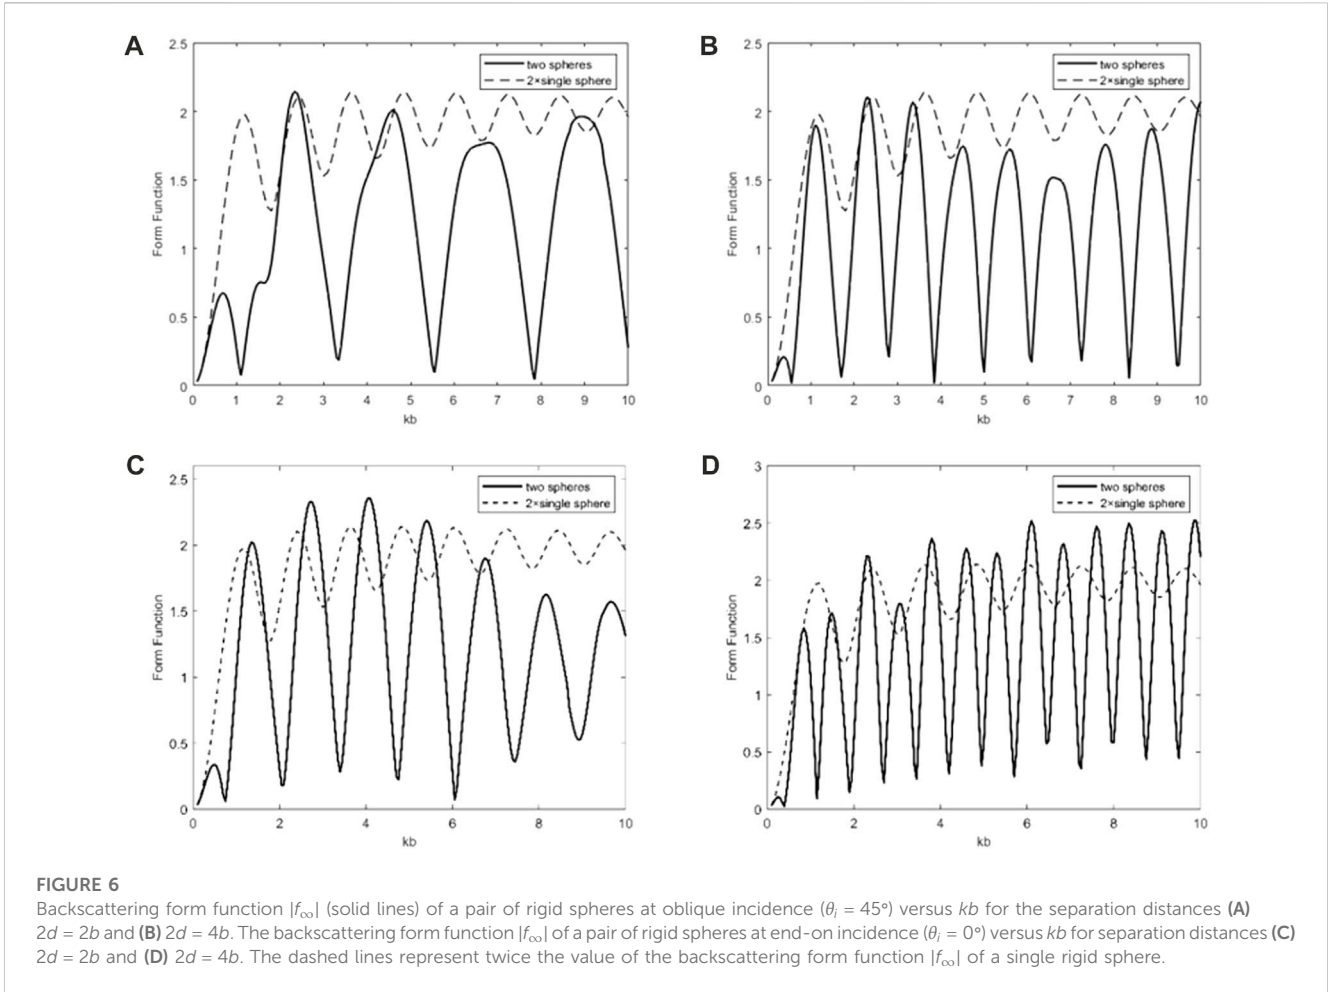 A
2.5
2
1.5
1
0.5
0
Form Function
two spheres
2×single sphere
0 1 2 3 4 5 6 7 8 9 10
kb
B
2.5
2
1.5
1
0.5
0
Form Function
two spheres
2×single sphere
0 1 2 3 4 5 6 7 8 9 10
kb
C
2.5
2
1.5
1
0.5
0
Form Function
two spheres
2×single sphere
0 2 4 6 8 10
kb
D
3
2.5
2
1.5
1
0.5
0
Form Function
two spheres
2×single sphere
0 2 4 6 8 10
kb
FIGURE 6
Backscattering form function |f∞| (solid lines) of a pair of rigid spheres at oblique incidence (θi = 45°) versus kb for the separation distances (A)
2d = 2b and (B) 2d = 4b. The backscattering form function |f∞| of a pair of rigid spheres at end-on incidence (θi = 0°) versus kb for separation distances (C)
2d = 2b and (D) 2d = 4b. The dashed lines represent twice the value of the backscattering form function |f∞| of a single rigid sphere.